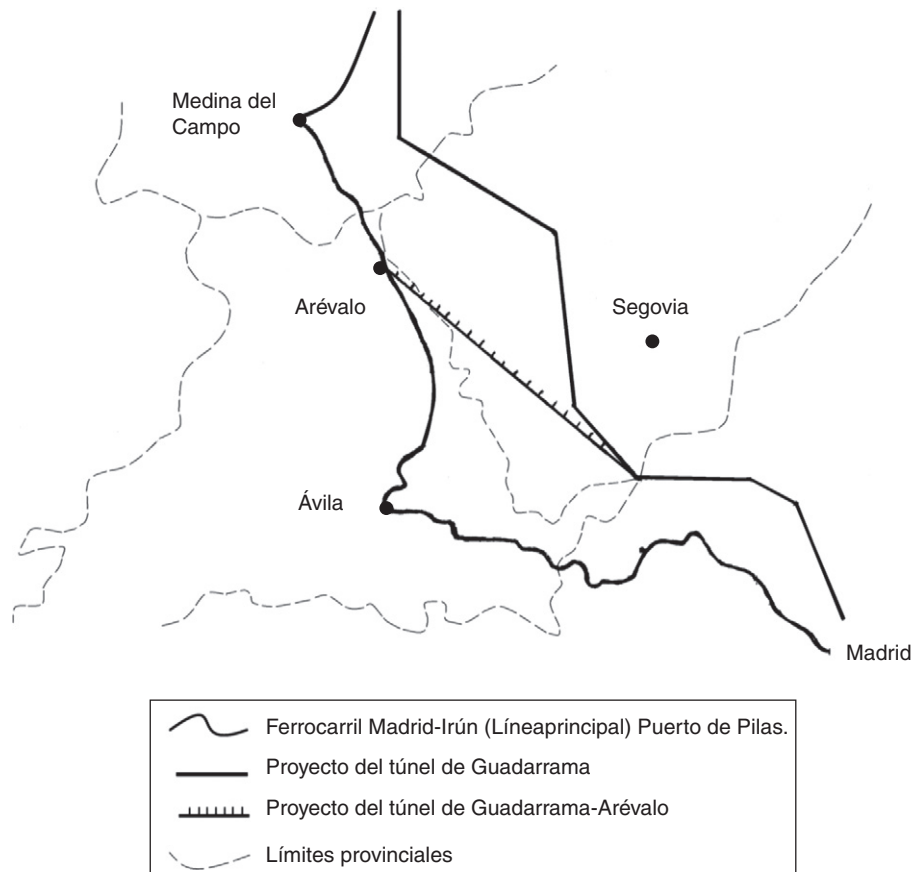 Medina del
Campo
Arévalo
Segovia
Ávila
Madrid
Ferrocarril Madrid-Irún (Líneaprincipal) Puerto de Pilas.
Proyecto del túnel de Guadarrama
Proyecto del túnel de Guadarrama-Arévalo
Límites provinciales